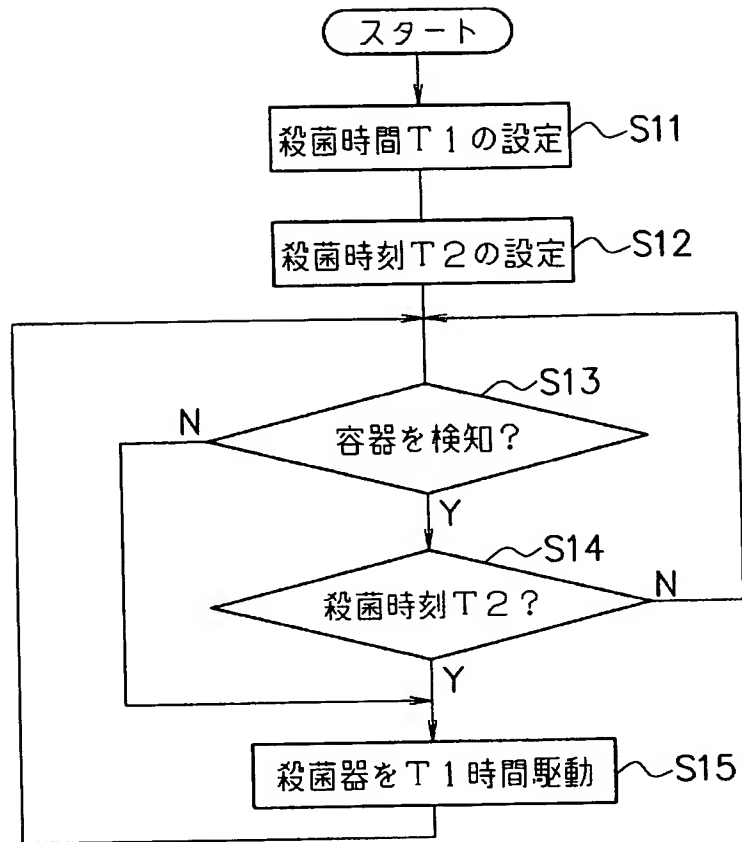 スタート
殺菌時間T1の設定
S11
殺菌時刻T2の設定
S12
S13
N
容器を検知?
Y
S14
殺菌時刻T2?
N
Y
殺菌器をT1時間駆動
S15